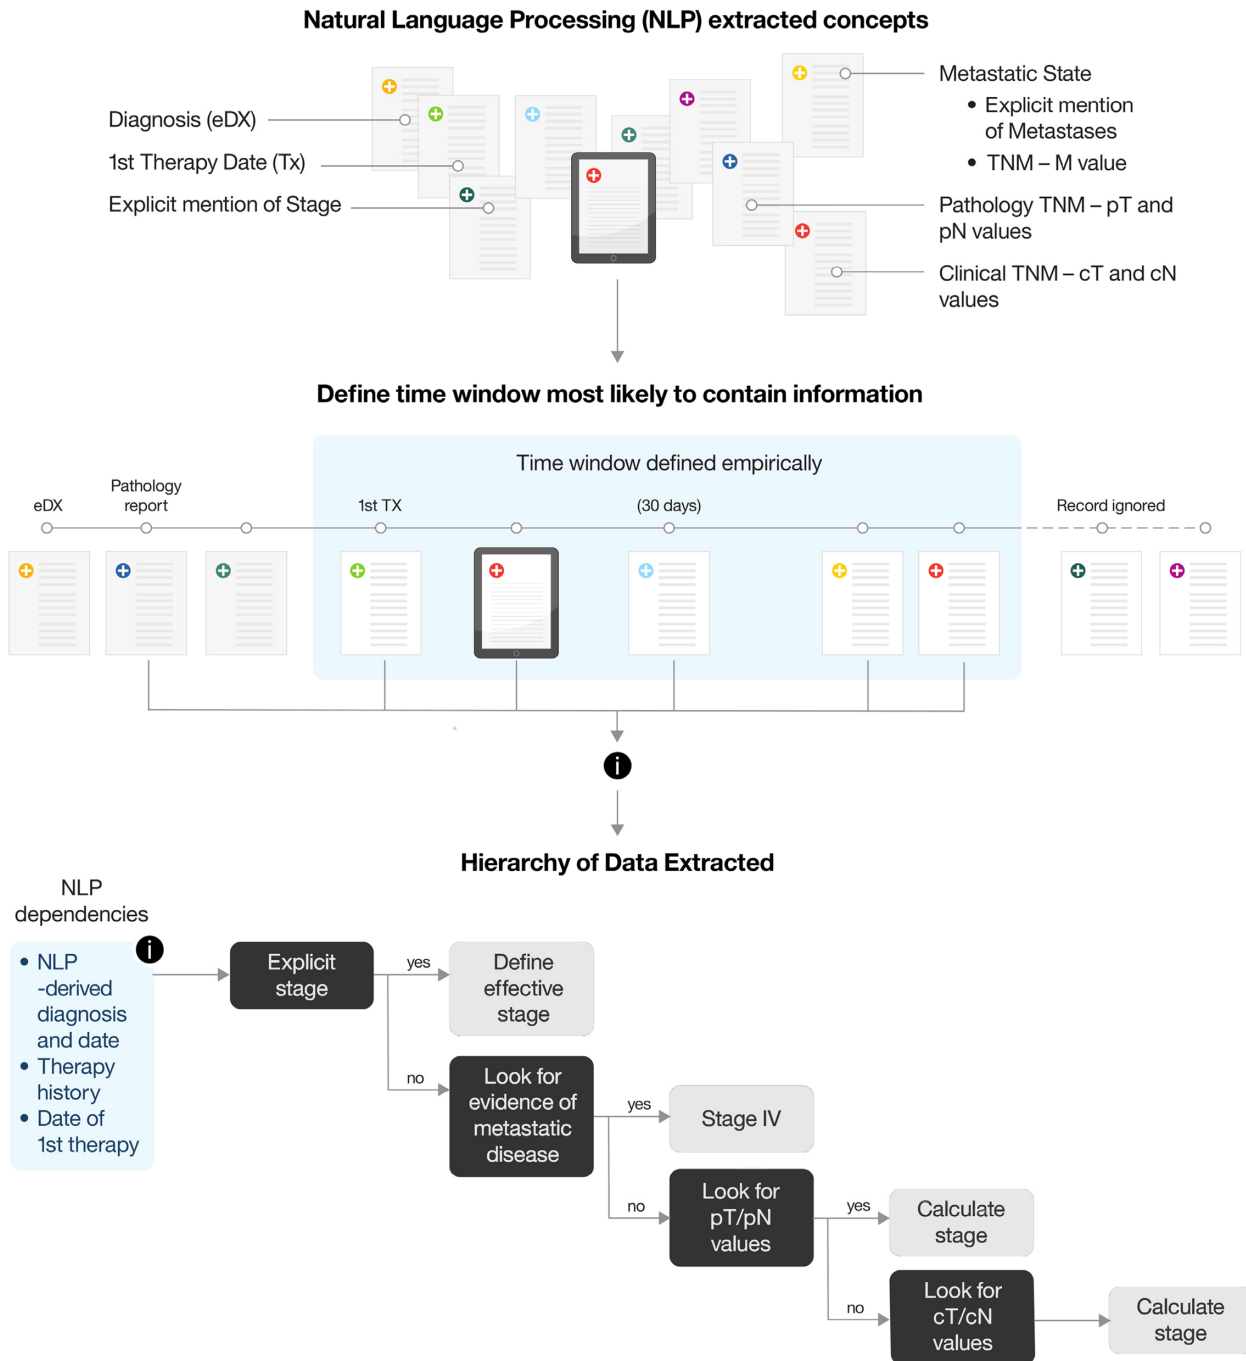 Natural Language Processing (NLP) extracted concepts
Diagnosis (eDX)
1st Therapy Date (Tx)
Explicit mention of Stage
Metastatic State
• Explicit mention
of Metastases
• TNM – M value
Pathology TNM – pT and
pN values
Clinical TNM – cT and cN
values
Define time window most likely to contain information
Time window defined empirically
eDX
Pathology
report
1st TX
(30 days)
Record ignored
i
Hierarchy of Data Extracted
NLP
dependencies
i
• NLP
-derived
diagnosis
and date
• Therapy
history
• Date of
1st therapy
Explicit
stage
yes
Define
effective
stage
no
Look for
evidence of
metastatic
disease
yes
Stage IV
no
Look for
pT/pN
values
yes
Calculate
stage
no
Look for
cT/cN
values
Calculate
stage